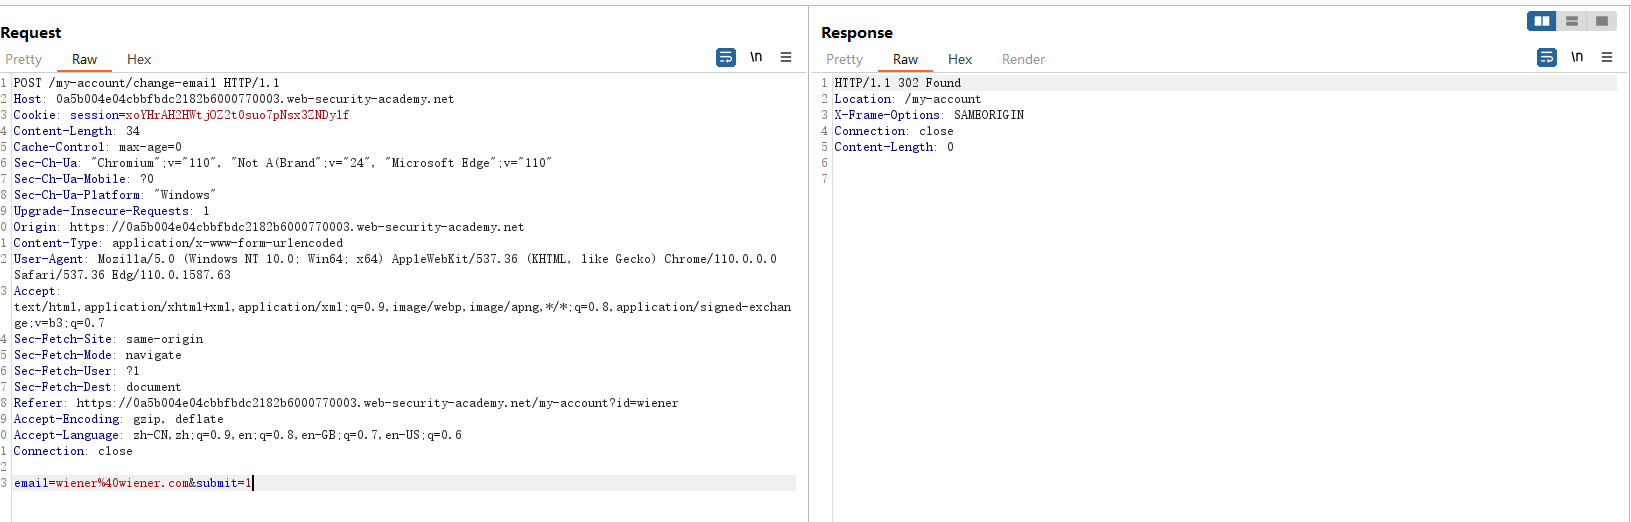 Request
Pretty Raw Hex \n
1 POST /my-account/change-email HTTP/1.1
2 Host: 0a5b004e04cbbfbdc2182b6000770003.web-security-academy.net
3 Cookie: session=xoYHrAH2HWtjOZ2t0suo7pNsx3ZNDylf
4 Content-Length: 34
5 Cache-Control: max-age=0
6 Sec-Ch-Ua: "Chromium";v="110", "Not A(Brand";v="24", "Microsoft Edge";v="110"
7 Sec-Ch-Ua-Mobile: ?0
8 Sec-Ch-Ua-Platform: "Windows"
9 Upgrade-Insecure-Requests: 1
0 Origin: https://0a5b004e04cbbfbdc2182b6000770003.web-security-academy.net
1 Content-Type: application/x-www-form-urlencoded
2 User-Agent: Mozilla/5.0 (Windows NT 10.0; Win64; x64) AppleWebKit/537.36 (KHTML, like Gecko) Chrome/110.0.0.0
Safari/537.36 Edg/110.0.1587.63
3 Accept:
text/html,application/xhtml+xml,application/xml;q=0.9,image/webp,image/apng,*/*;q=0.8,application/signed-exchan
ge;v=b3;q=0.7
4 Sec-Fetch-Site: same-origin
5 Sec-Fetch-Mode: navigate
6 Sec-Fetch-User: ?1
7 Sec-Fetch-Dest: document
8 Referer: https://0a5b004e04cbbfbdc2182b6000770003.web-security-academy.net/my-account?id=wiener
9 Accept-Encoding: gzip, deflate
0 Accept-Language: zh-CN,zh;q=0.9,en;q=0.8,en-GB;q=0.7,en-US;q=0.6
1 Connection: close
2
3 email=wiener%40wiener.com&submit=1
Response
Pretty Raw Hex Render \n
1 HTTP/1.1 302 Found
2 Location: /my-account
3 X-Frame-Options: SAMEORIGIN
4 Connection: close
5 Content-Length: 0
6
7